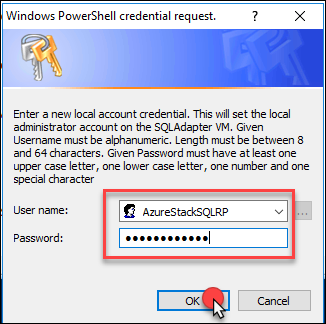 Windows PowerShell credential request.
Enter a new local account credential. This will set the local
administrator account on the SQLAdapter VM. Given
Username must be alphanumeric. Length must be between 8
and 64 characters. Given Password must have at least one
upper case letter, one lower case letter, one number and one
special character
User name: AzureStackSQLRP ...
Password: ●●●●●●●●●●●●
OK Cancel